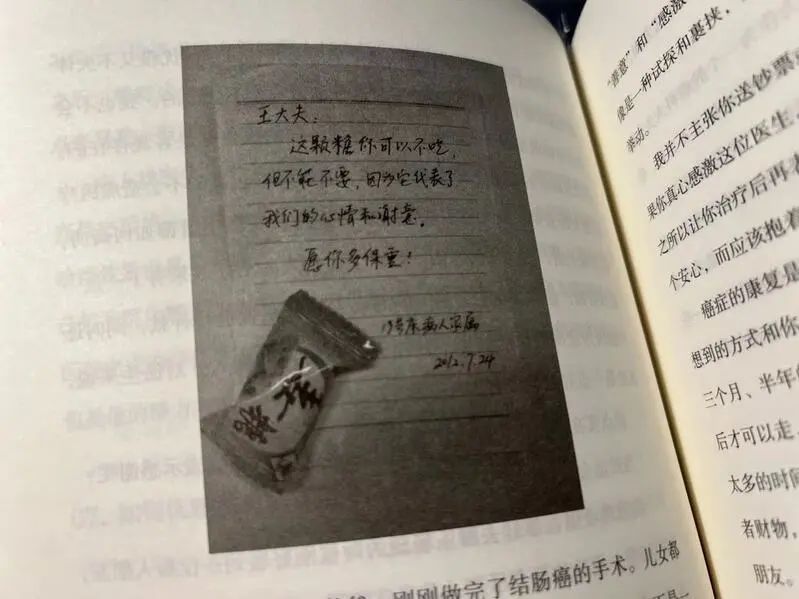 王大夫：
这颗糖你可以不吃，
但不能不要，因为它代表了
我们的心情和谢意。
愿你多保重！
19号床病人家属
2012.7.24
刚刚做完了结肠癌的手术。儿女都
善意”和“感激
像是一种试探和裹挟，
举动。
我并不主张你送钞票
果你真心感激这位医生，
之所以让你治疗后再
个安心，而应该抱着
癌症的康复是
想到的方式和你
三个月、半年
后才可以走，
太多的时间
者财物，
朋友。